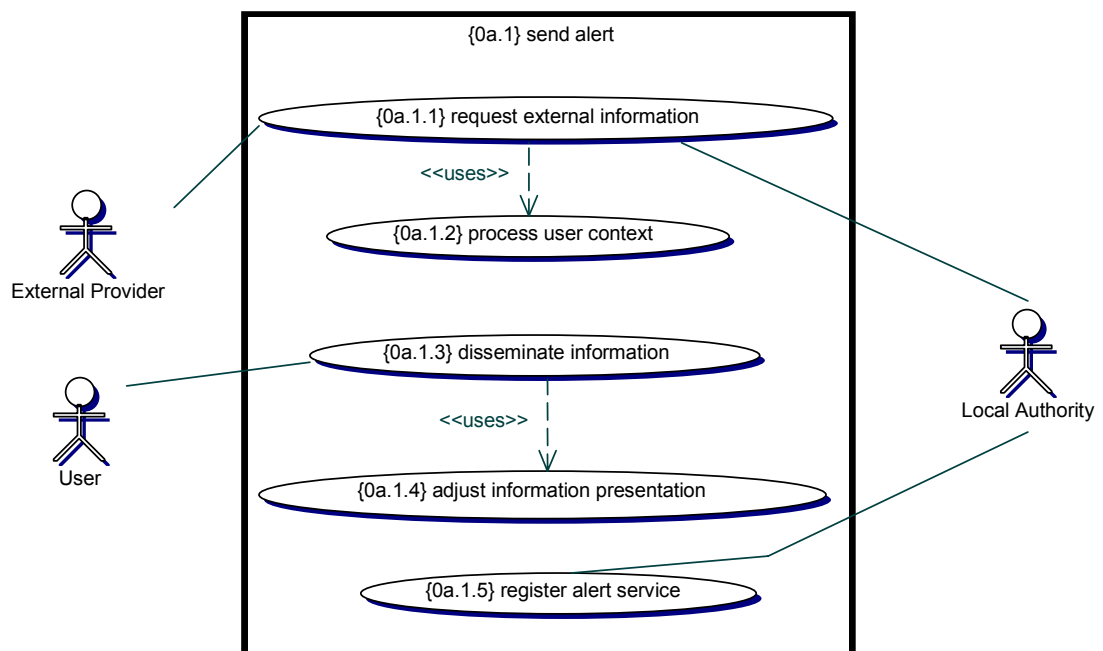 {0a.1} send alert
{0a.1.1} request external information
<<uses>>
{0a.1.2} process user context
External Provider
{0a.1.3} disseminate information
Local Authority
<<uses>>
User
{0a.1.4} adjust information presentation
{0a.1.5} register alert service